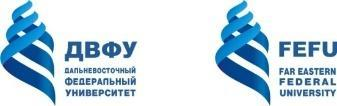 ДВФУ
ДАЛЬНЕВОСТОЧНЫЙ
ФЕДЕРАЛЬНЫЙ
УНИВЕРСИТЕТ
FEFU
FAR EASTERN
FEDERAL
UNIVERSITY